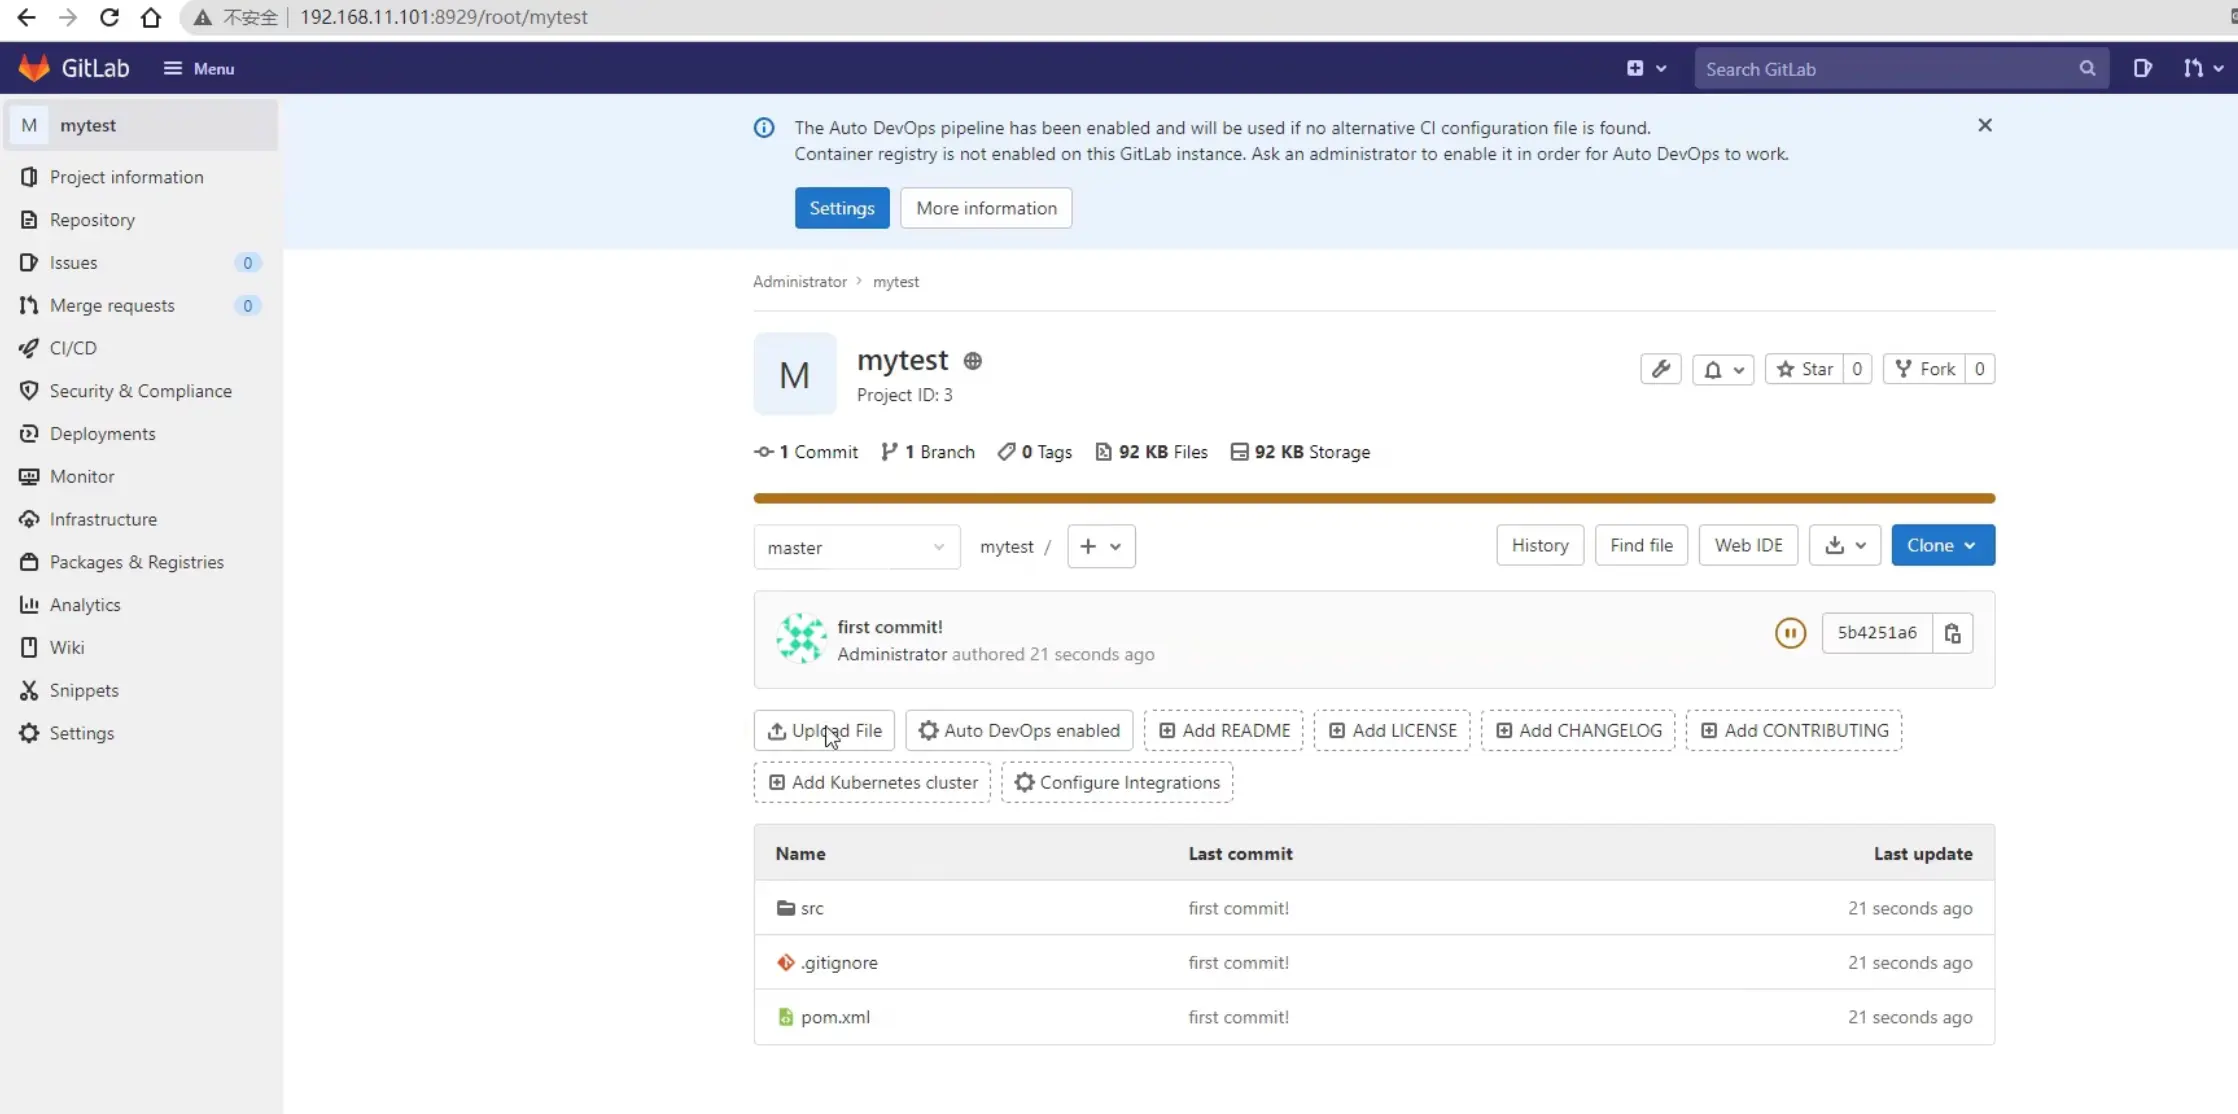 不安全 192.168.11.101:8929/root/mytest
GitLab Menu Search GitLab
M mytest
Project information
Repository
Issues 0
Merge requests 0
CI/CD
Security & Compliance
Deployments
Monitor
Infrastructure
Packages & Registries
Analytics
Wiki
Snippets
Settings
The Auto DevOps pipeline has been enabled and will be used if no alternative CI configuration file is found.
Container registry is not enabled on this GitLab instance. Ask an administrator to enable it in order for Auto DevOps to work.
Settings More information
Administrator > mytest
M mytest
Project ID: 3
Star 0 Fork 0
1 Commit 1 Branch 0 Tags 92 KB Files 92 KB Storage
master mytest / + History Find file Web IDE Clone
first commit!
Administrator authored 21 seconds ago
5b4251a6
Upload File Auto DevOps enabled Add README Add LICENSE Add CHANGELOG Add CONTRIBUTING
Add Kubernetes cluster Configure Integrations
Name Last commit Last update
src first commit! 21 seconds ago
.gitignore first commit! 21 seconds ago
pom.xml first commit! 21 seconds ago